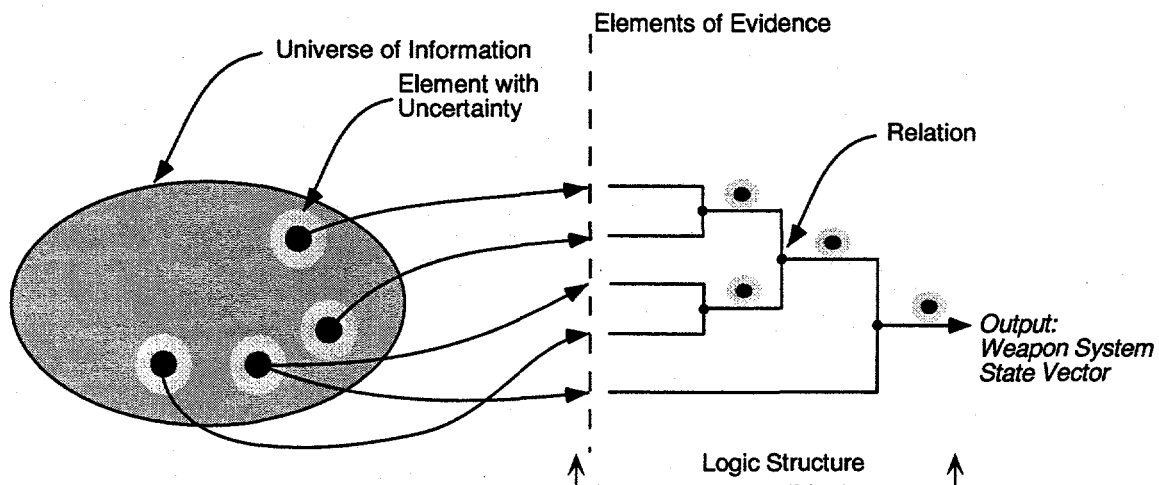 Elements of Evidence
Universe of Information
Element with
Uncertainty
Relation
Output:
Weapon System
State Vector
Logic Structure